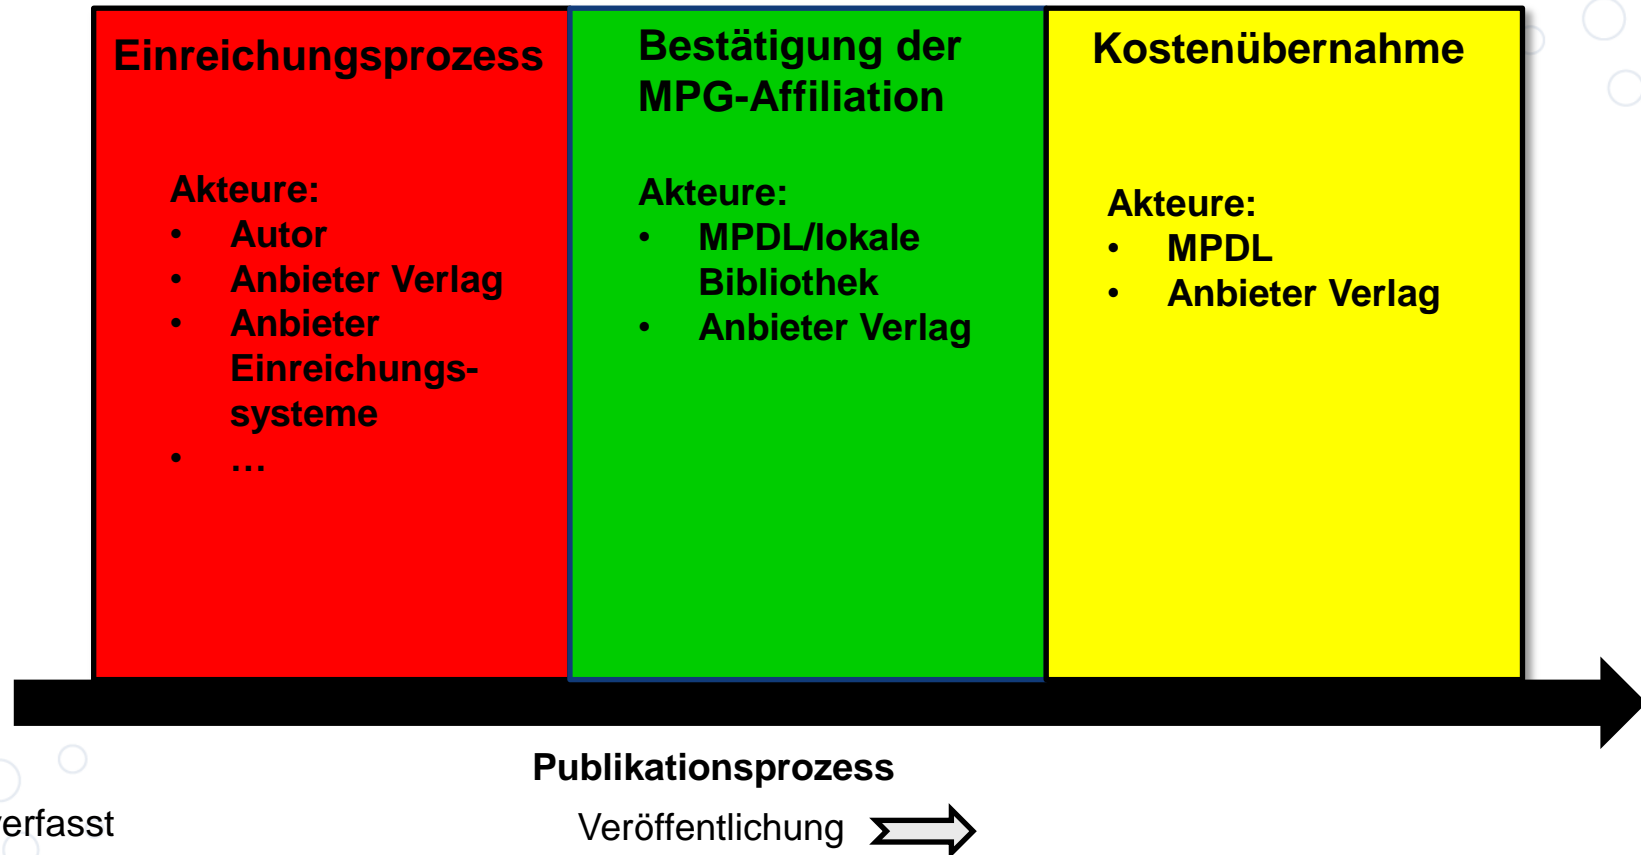 Einreichungsprozess
Akteure:
• Autor
• Anbieter Verlag
• Anbieter
Einreichungs-
systeme
• …
Bestätigung der
MPG-Affiliation
Akteure:
• MPDL/lokale
Bibliothek
• Anbieter Verlag
Kostenübernahme
Akteure:
• MPDL
• Anbieter Verlag
Publikationsprozess
erfasst
Veröffentlichung